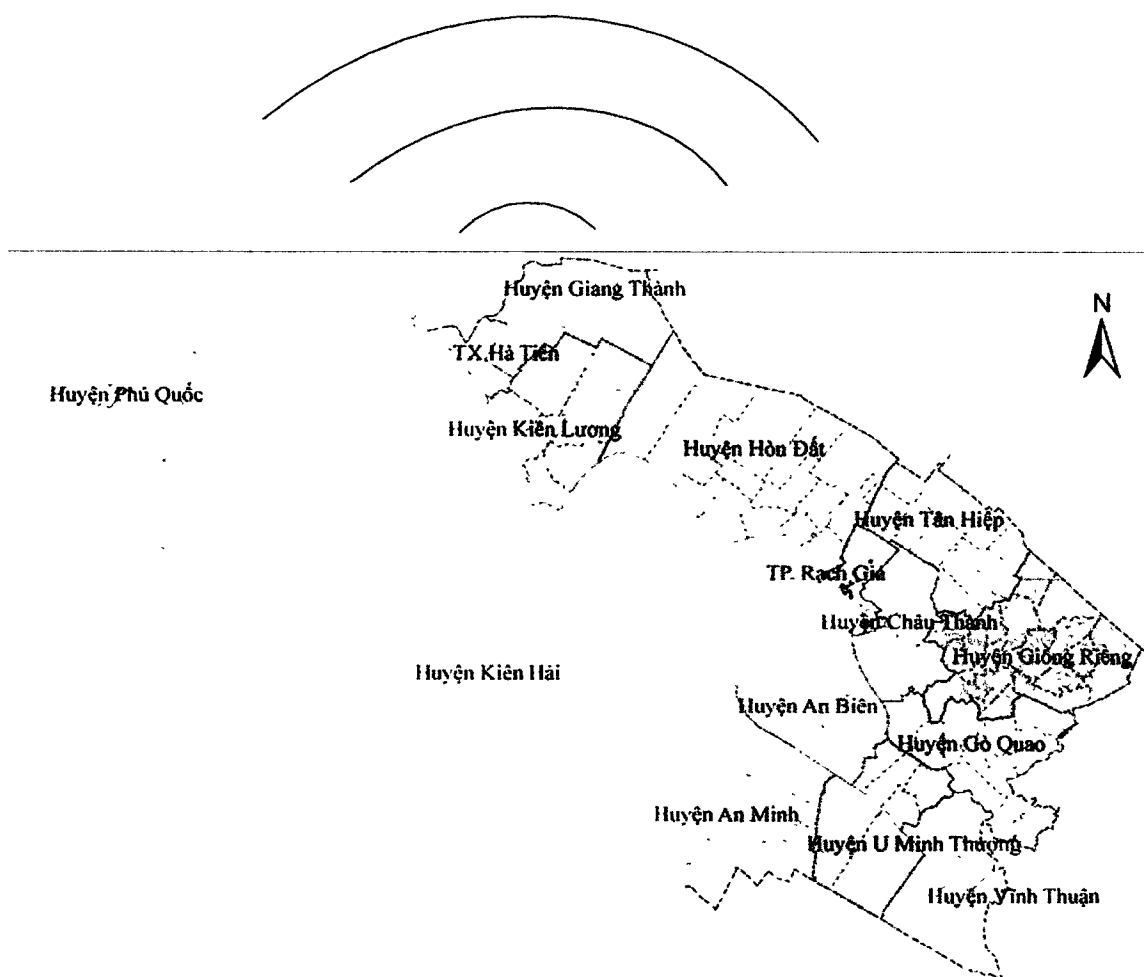 N
Huyện Giang Thành
TX.Hà Tiên
Huyện Phú Quốc
Huyện Kiên Lương
Huyện Hòn Đất
Huyện Tân Hiệp
TP. Rạch Giá
Huyện Châu Thành
Huyện Giồng Riềng
Huyện Kiên Hải
Huyện An Biên
Huyện Gò Quao
Huyện An Minh
Huyện U Minh Thượng
Huyện Vĩnh Thuận